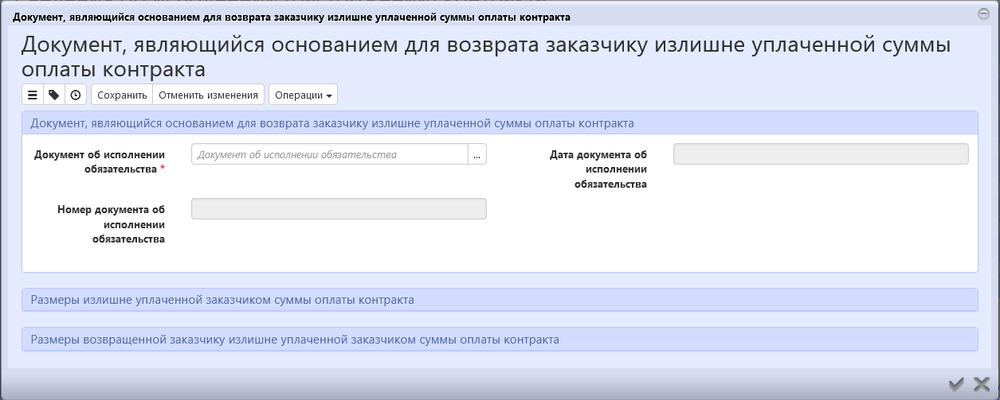 Документ, являющийся основанием для возврата заказчику излишне уплаченной суммы оплаты контракта
Документ, являющийся основанием для возврата заказчику излишне уплаченной суммы
оплаты контракта
Сохранить Отменить изменения Операции
Документ, являющийся основанием для возврата заказчику излишне уплаченной суммы оплаты контракта
Документ об исполнении
обязательства *
Документ об исполнении обязательства ...
Дата документа об
исполнении
обязательства
Номер документа об
исполнении
обязательства
Размеры излишне уплаченной заказчиком суммы оплаты контракта
Размеры возвращенной заказчику излишне уплаченной заказчиком суммы оплаты контракта